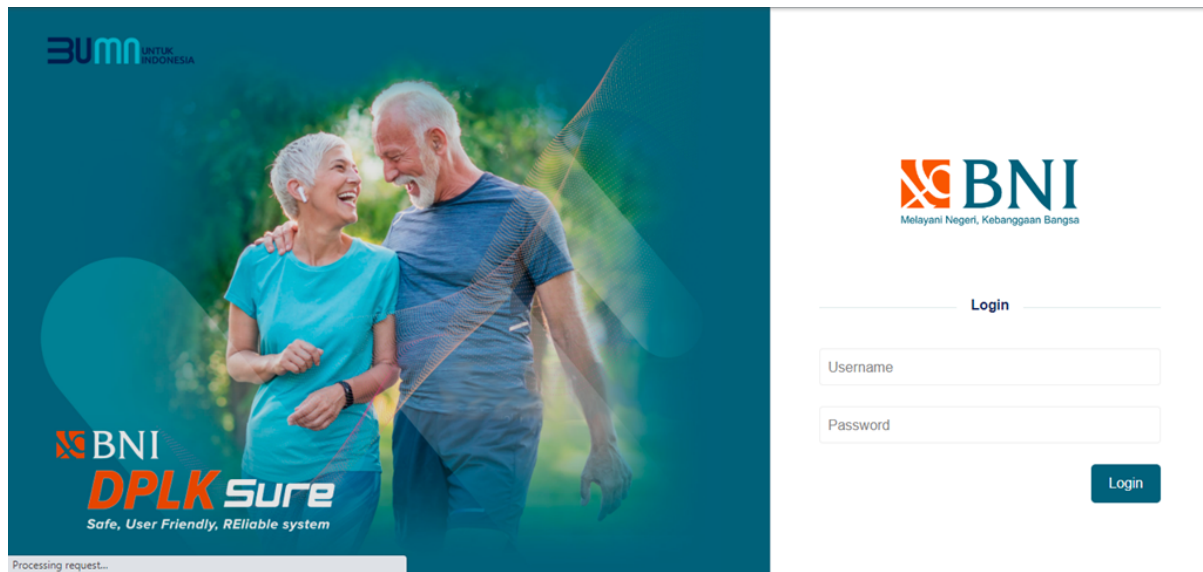 BUMN UNTUK
INDONESIA
BNI
DPLK Sure
Safe, User Friendly, REliable system
Processing request...
BNI
Melayani Negeri, Kebanggaan Bangsa
Login
Username
Password
Login